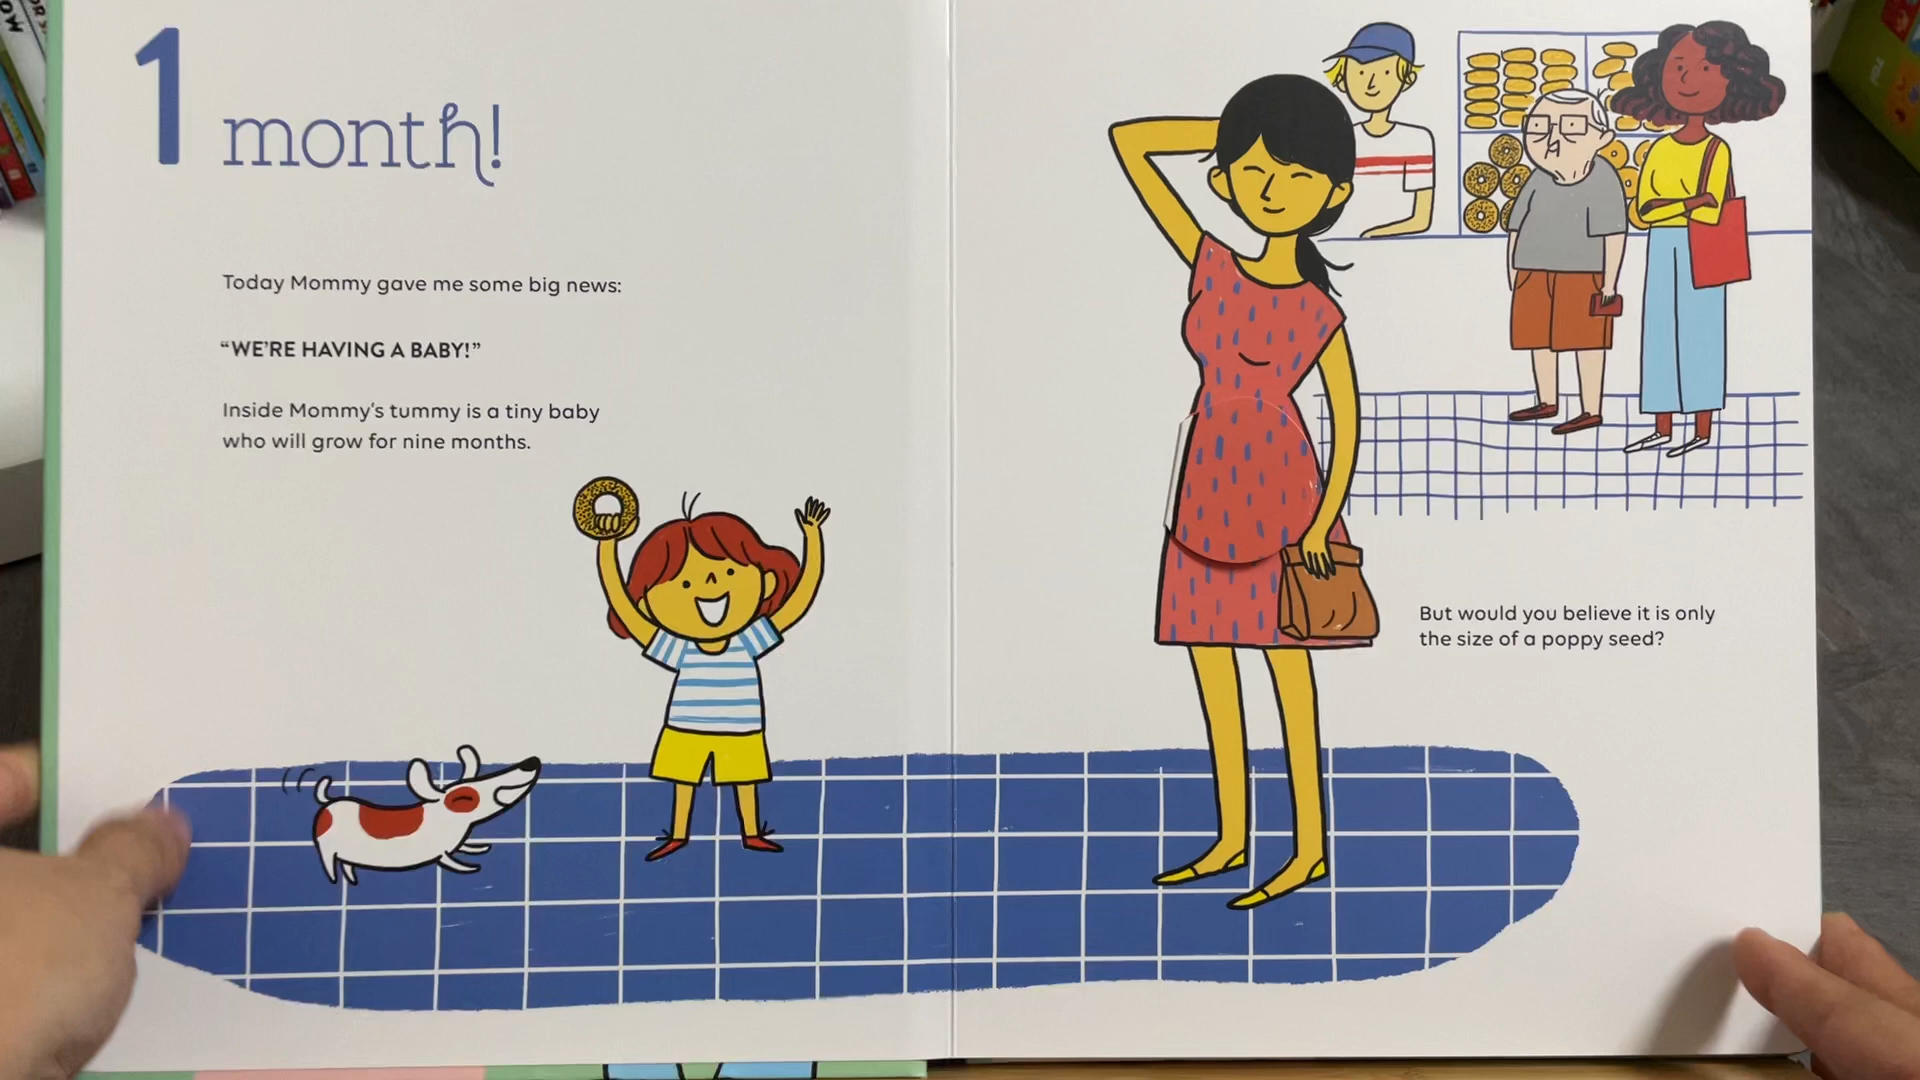 1
month!
Today Mommy gave me some big news:
“WE’RE HAVING A BABY!”
Inside Mommy’s tummy is a tiny baby
who will grow for nine months.
But would you believe it is only
the size of a poppy seed?